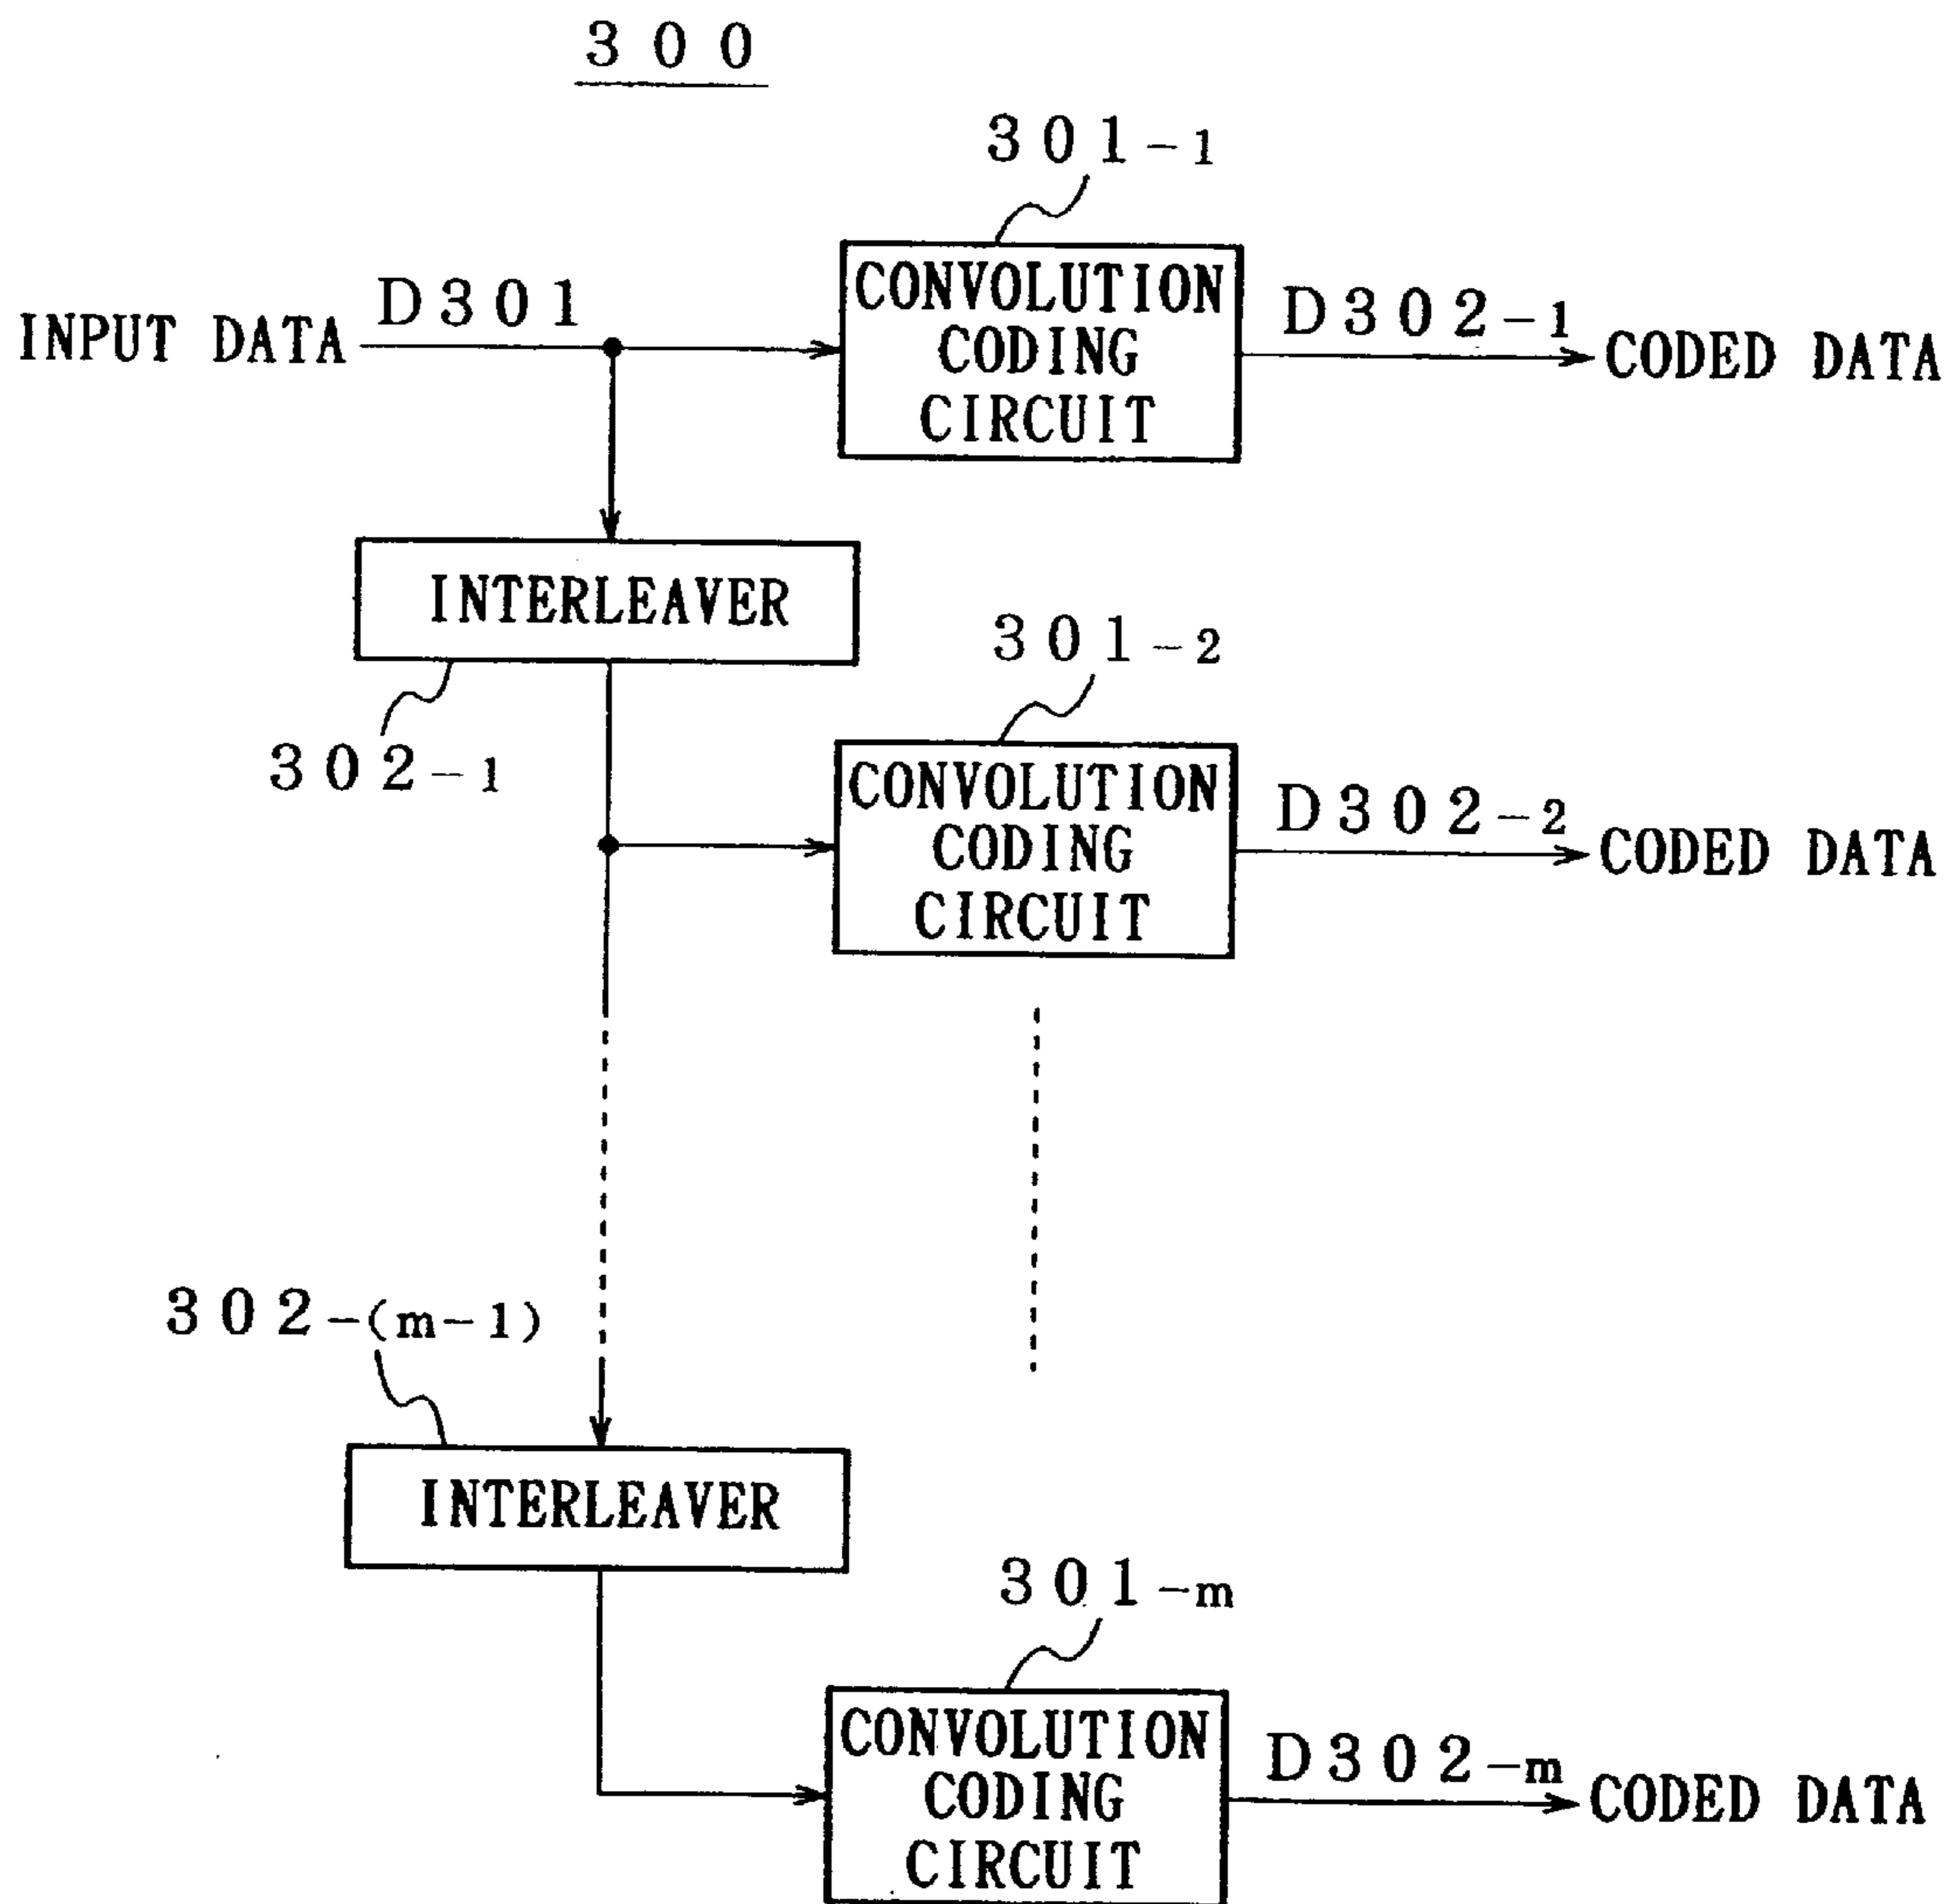 300
301-1
INPUT DATA
D301
CONVOLUTION
CODING
CIRCUIT
D302-1
CODED DATA
INTERLEAVER
302-1
301-2
CONVOLUTION
CODING
CIRCUIT
D302-2
CODED DATA
302-(m-1)
INTERLEAVER
301-m
CONVOLUTION
CODING
CIRCUIT
D302-m
CODED DATA